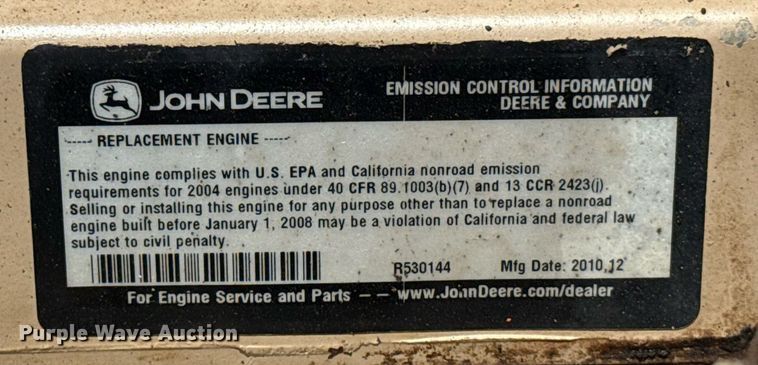 JOHN DEERE
EMISSION CONTROL INFORMATION
DEERE & COMPANY
----- REPLACEMENT ENGINE -----
This engine complies with U.S. EPA and California nonroad emission
requirements for 2004 engines under 40 CFR 89.1003(b)(7) and 13 CCR 2423(j).
Selling or installing this engine for any purpose other than to replace a nonroad
engine built before January 1, 2008 may be a violation of California and federal law
subject to civil penalty.
R530144 Mfg Date: 2010.12
For Engine Service and Parts – – www.JohnDeere.com/dealer
Purple Wave Auction